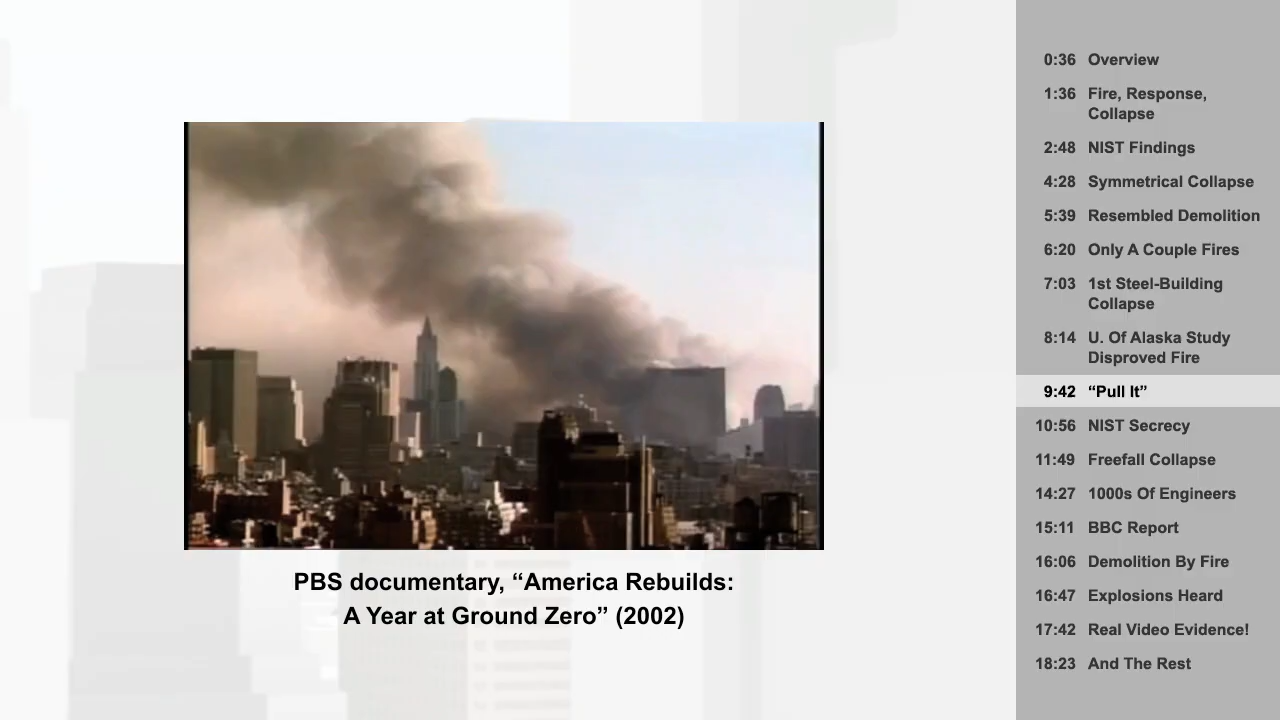 0:36 Overview
1:36 Fire, Response,
Collapse
2:48 NIST Findings
4:28 Symmetrical Collapse
5:39 Resembled Demolition
6:20 Only A Couple Fires
7:03 1st Steel-Building
Collapse
8:14 U. Of Alaska Study
Disproved Fire
9:42 “Pull It”
10:56 NIST Secrecy
11:49 Freefall Collapse
14:27 1000s Of Engineers
15:11 BBC Report
16:06 Demolition By Fire
16:47 Explosions Heard
17:42 Real Video Evidence!
18:23 And The Rest
PBS documentary, “America Rebuilds:
A Year at Ground Zero” (2002)